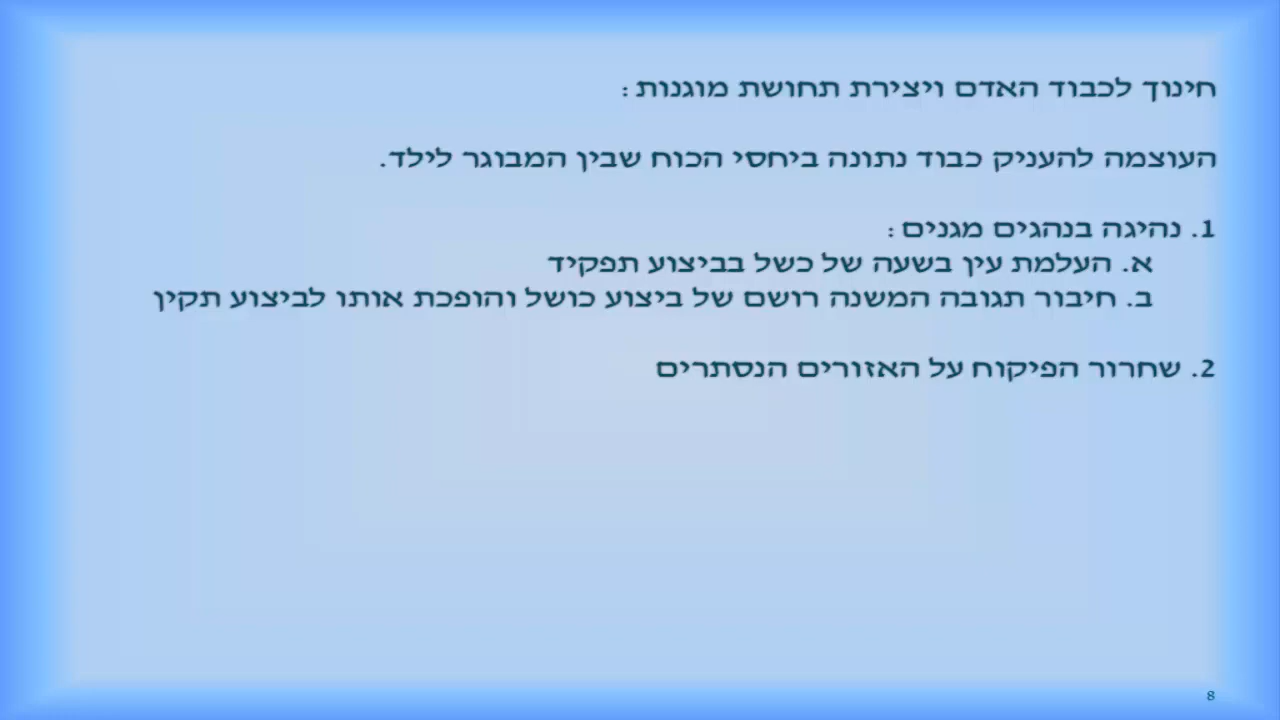 חינוך לכבוד האדם ויצירת תחושת מוגנות:
העוצמה להעניק כבוד נתונה ביחסי הכוח שבין המבוגר לילד.
1. נהיגה בנהגים מגנים:
א. העלמת עין בשעה של כשל בביצוע תפקיד
ב. חיבור תגובה המשנה רושם של ביצוע כושל והופכת אותו לביצוע תקין
2. שחרור הפיקוח על האזורים הנסתרים
8